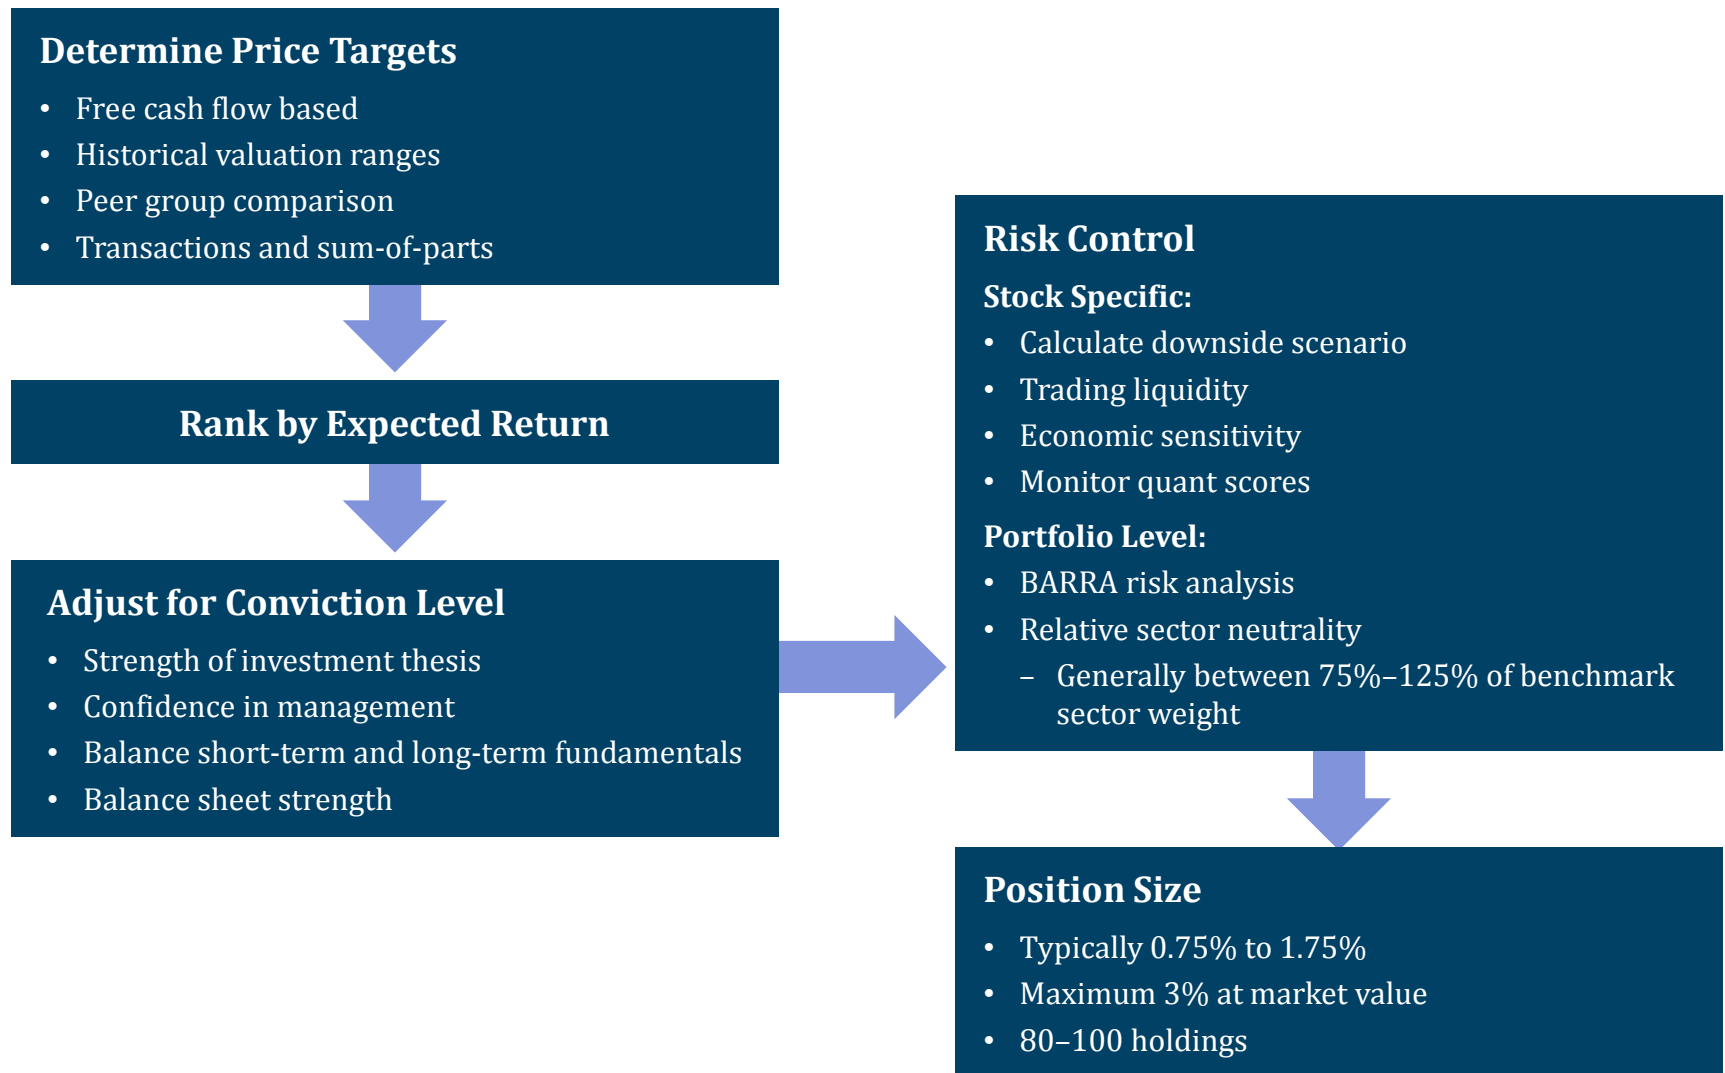 Determine Price Targets
• Free cash flow based
• Historical valuation ranges
• Peer group comparison
• Transactions and sum-of-parts
Rank by Expected Return
Adjust for Conviction Level
• Strength of investment thesis
• Confidence in management
• Balance short-term and long-term fundamentals
• Balance sheet strength
Risk Control
Stock Specific:
• Calculate downside scenario
• Trading liquidity
• Economic sensitivity
• Monitor quant scores
Portfolio Level:
• BARRA risk analysis
• Relative sector neutrality
– Generally between 75%–125% of benchmark
sector weight
Position Size
• Typically 0.75% to 1.75%
• Maximum 3% at market value
• 80–100 holdings